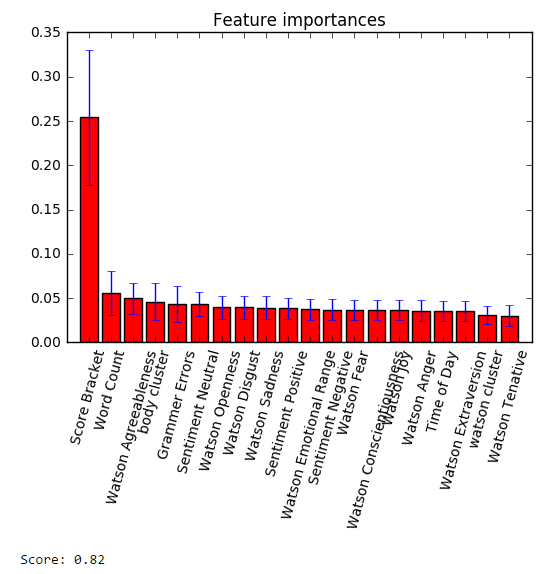 Feature importances
0.35
0.30
0.25
0.20
0.15
0.10
0.05
0.00
Score Bracket
Word Count
Watson Agreeableness
body cluster
Grammer Errors
Sentiment Neutral
Watson Openness
Watson Disgust
Watson Sadness
Sentiment Positive
Watson Emotional Range
Sentiment Negative
Watson Fear
Watson Conscientiousness
Watson Joy
Watson Anger
Time of Day
Watson Extraversion
watson cluster
Watson Tenative
Score: 0.82